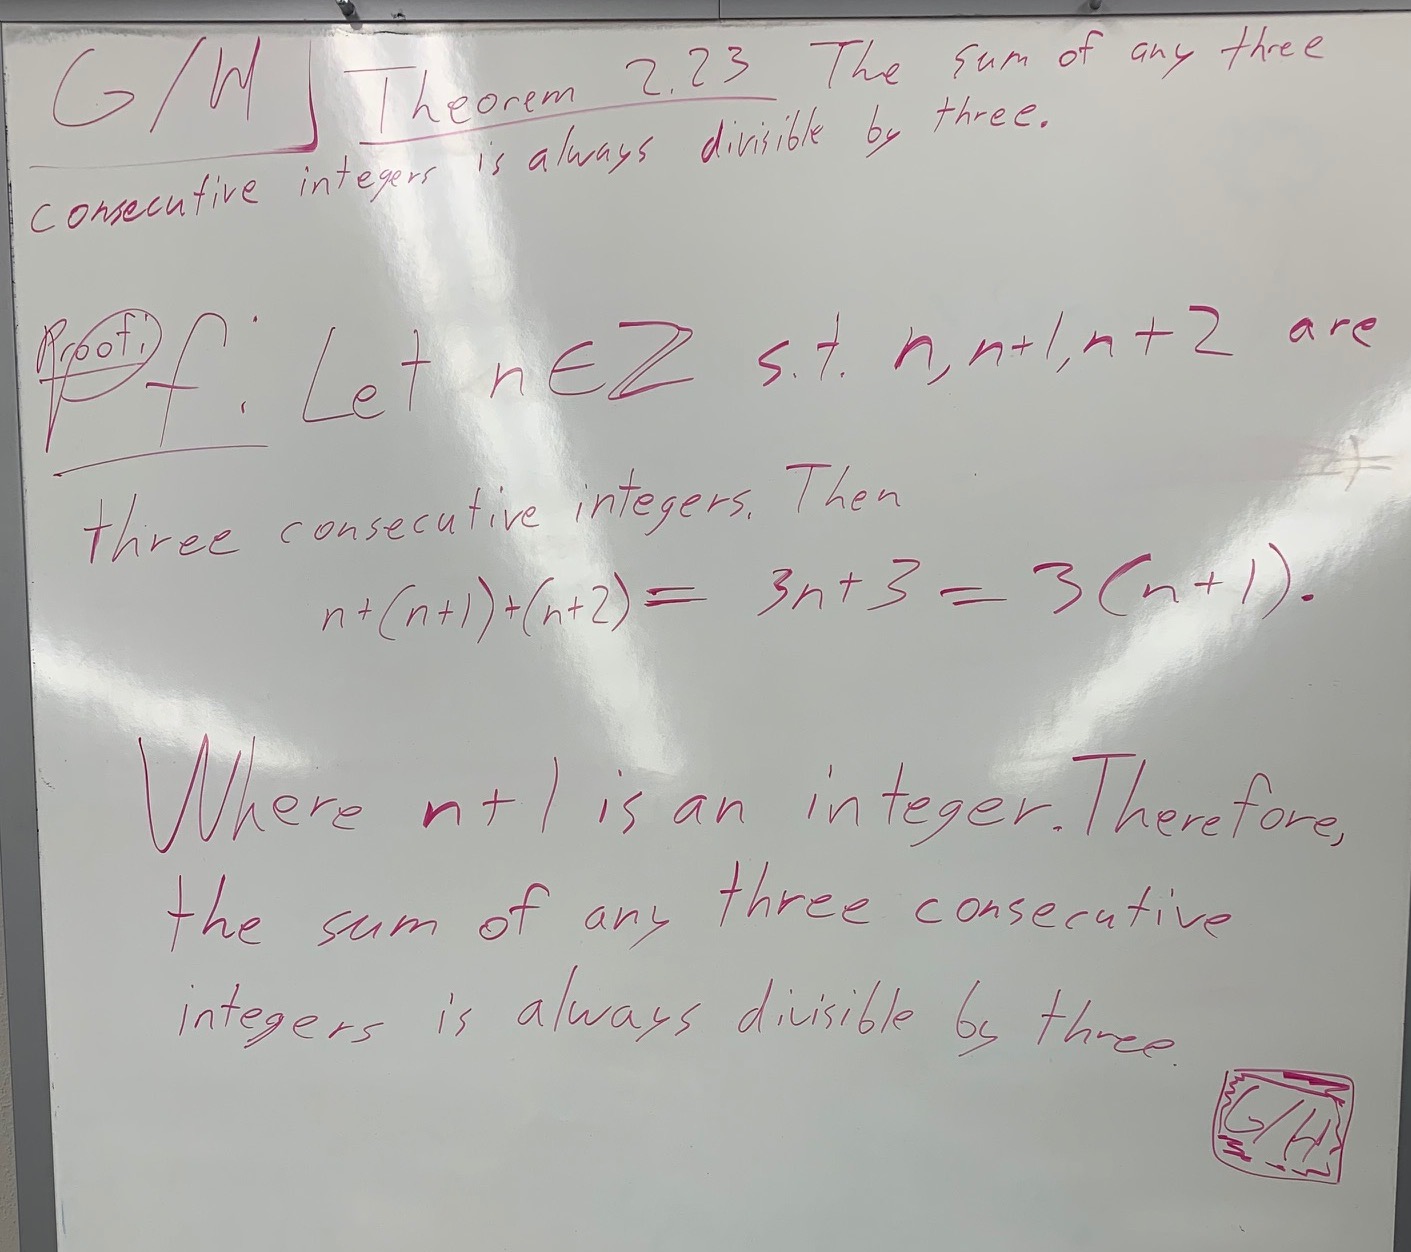 G/H Theorem 2.23 The sum of any three
consecutive integers is always divisible by three.
Proof:
Pf: Let n∈ℤ s.t. n, n+1, n+2 are
three consecutive integers. Then
n+(n+1)+(n+2) = 3n+3 = 3(n+1).
Where n+1 is an integer. Therefore,
the sum of any three consecutive
integers is always divisible by three.
G/H